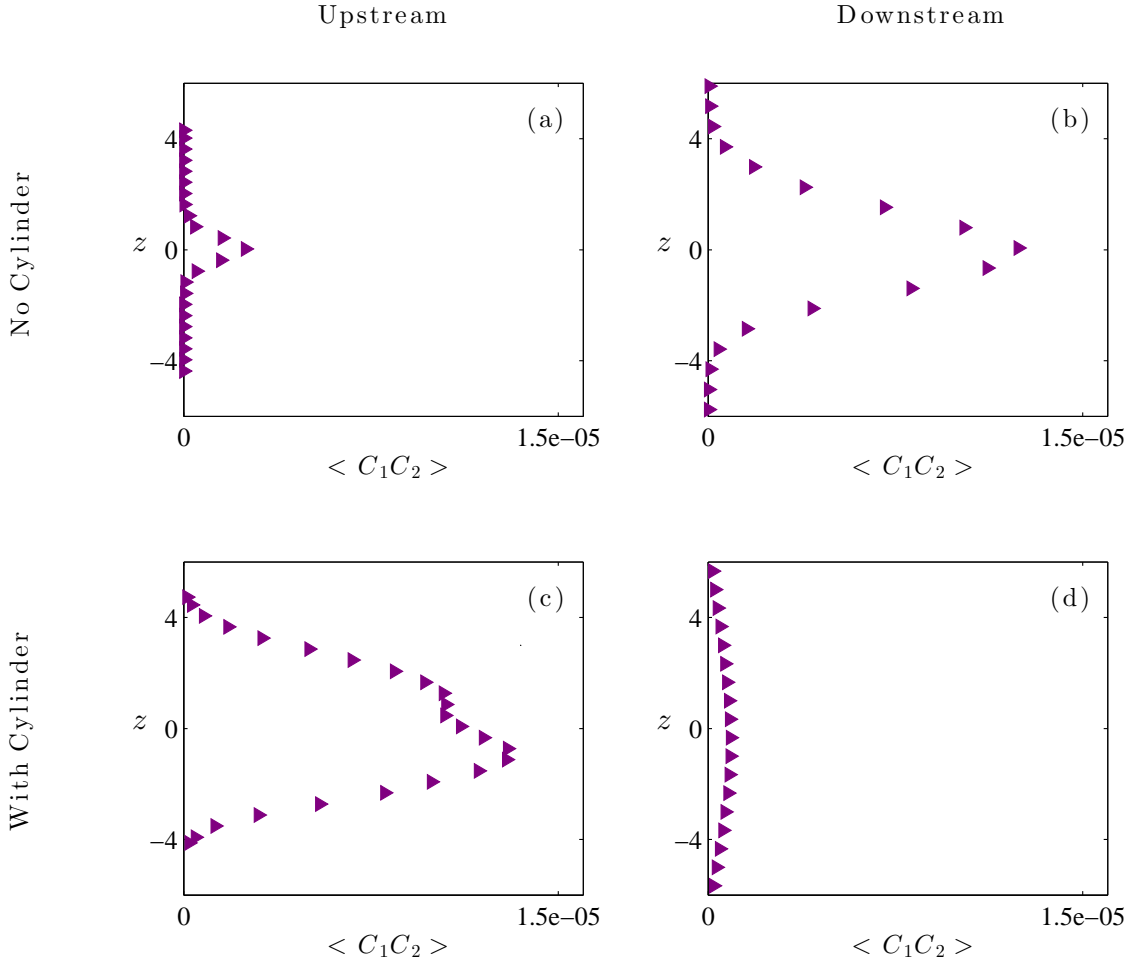 Upstream
Downstream
No Cylinder
(a)
4
z
0
−4
0
1.5e−05
< C₁C₂ >
(b)
4
z
0
−4
0
1.5e−05
< C₁C₂ >
With Cylinder
(c)
4
z
0
−4
0
1.5e−05
< C₁C₂ >
(d)
4
z
0
−4
0
1.5e−05
< C₁C₂ >